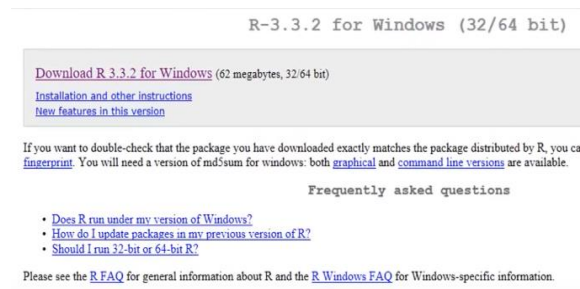 R-3.3.2 for Windows (32/64 bit)
Download R 3.3.2 for Windows (62 megabytes, 32/64 bit)
Installation and other instructions
New features in this version
If you want to double-check that the package you have downloaded exactly matches the package distributed by R, you ca
fingerprint. You will need a version of md5sum for windows: both graphical and command line versions are available.
Frequently asked questions
• Does R run under my version of Windows?
• How do I update packages in my previous version of R?
• Should I run 32-bit or 64-bit R?
Please see the R FAQ for general information about R and the R Windows FAQ for Windows-specific information.